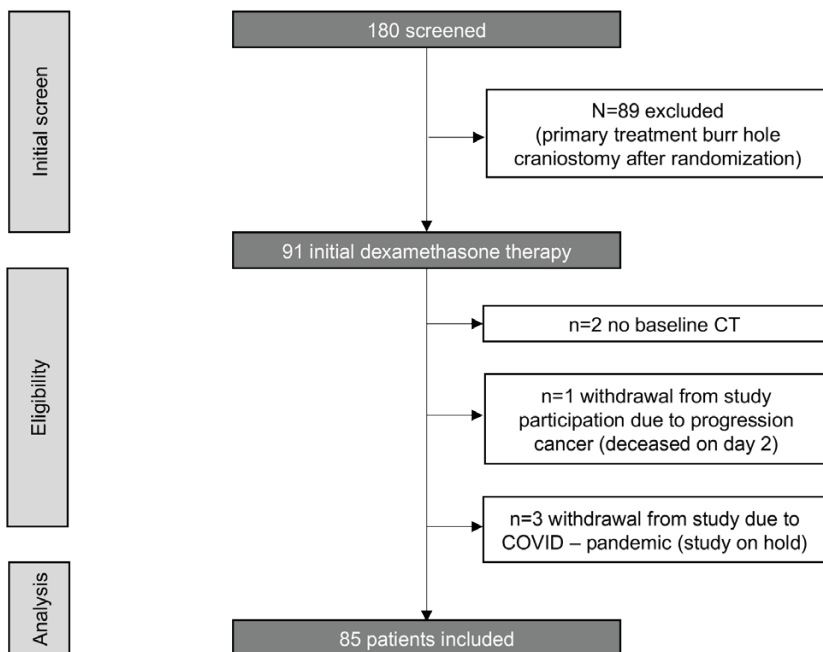 Initial screen
180 screened
N=89 excluded
(primary treatment burr hole
craniostomy after randomization)
91 initial dexamethasone therapy
Eligibility
n=2 no baseline CT
n=1 withdrawal from study
participation due to progression
cancer (deceased on day 2)
n=3 withdrawal from study due to
COVID – pandemic (study on hold)
Analysis
85 patients included